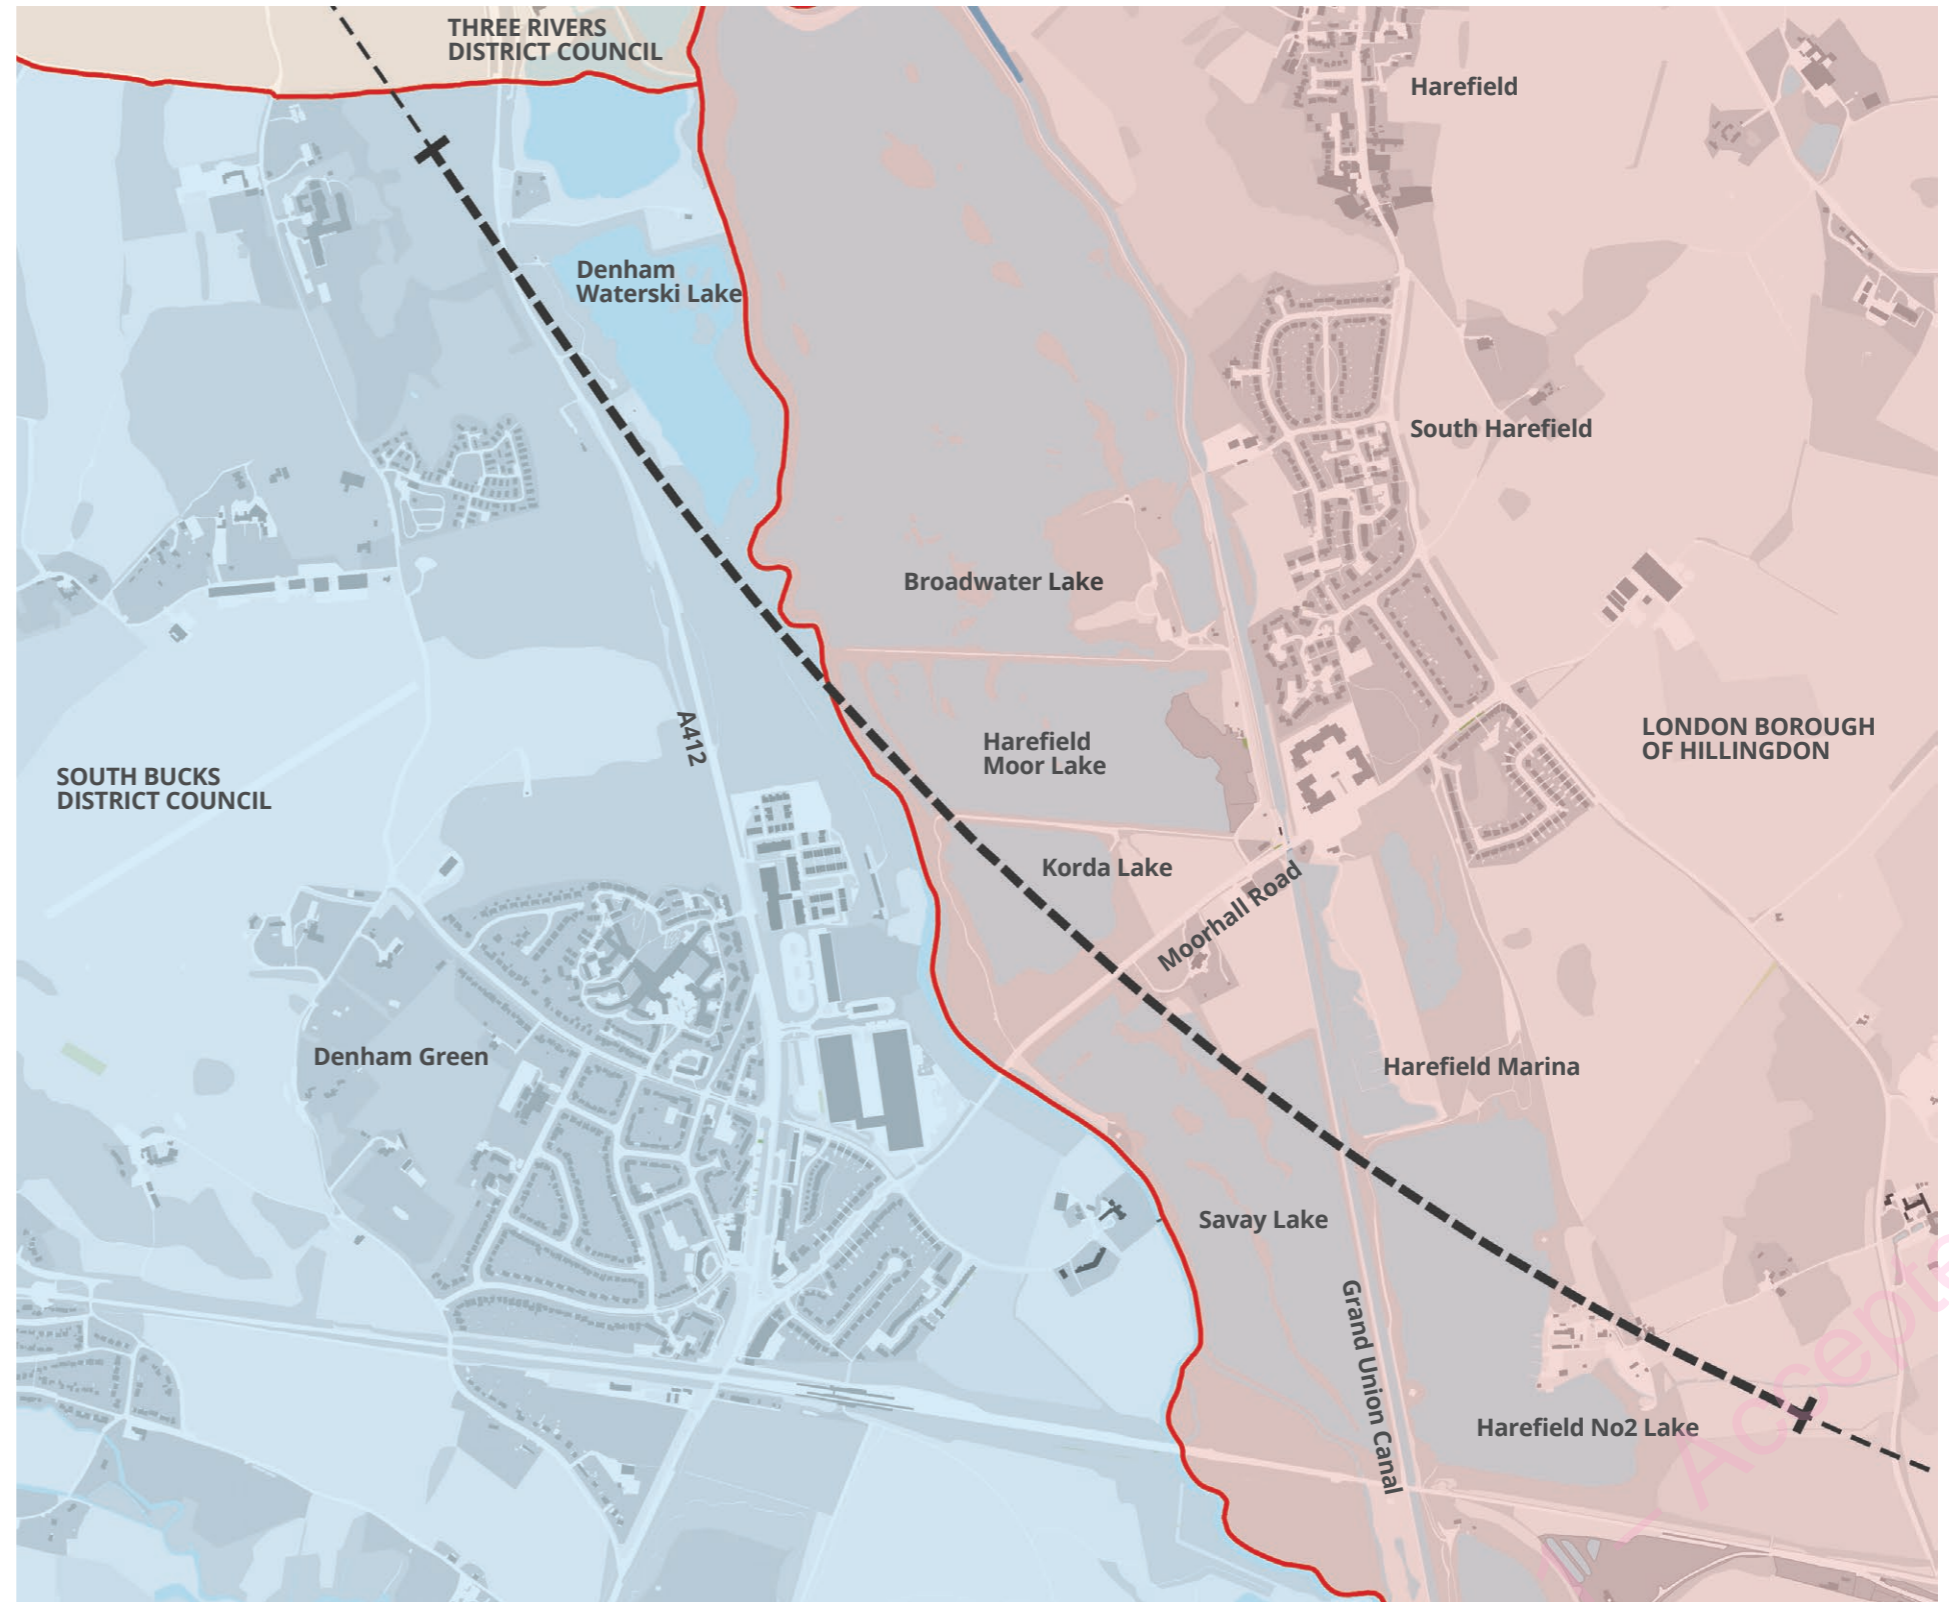 THREE RIVERS
DISTRICT COUNCIL
Harefield
Denham
Waterski Lake
South Harefield
Broadwater Lake
A412
Harefield
Moor Lake
LONDON BOROUGH
OF HILLINGDON
SOUTH BUCKS
DISTRICT COUNCIL
Korda Lake
Moorhall Road
Denham Green
Harefield Marina
Savay Lake
Grand Union Canal
Harefield No2 Lake